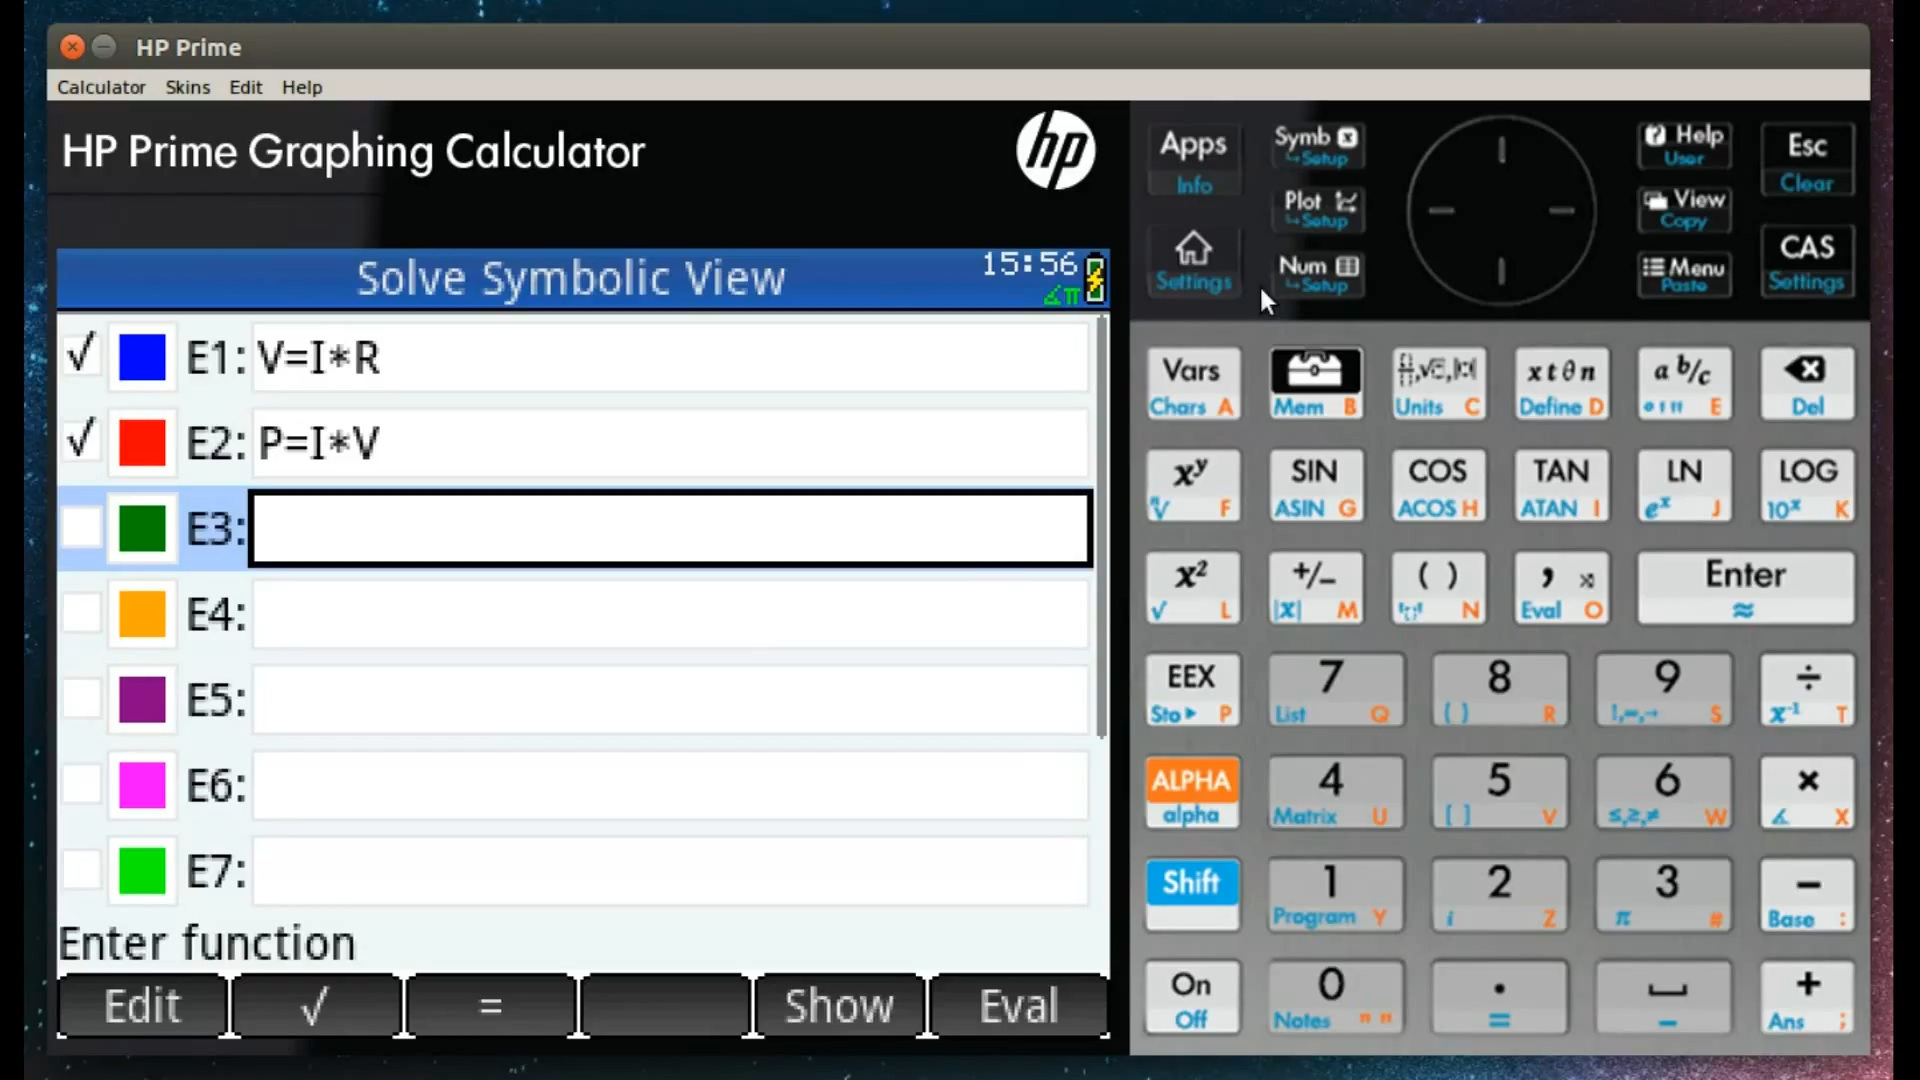 HP Prime
Calculator Skins Edit Help
HP Prime Graphing Calculator
hp
Solve Symbolic View
15:56
∡π
√ E1: V=I*R
√ E2: P=I*V
E3:
E4:
E5:
E6:
E7:
Enter function
Edit √ = Show Eval
Apps
Info
Symb
Setup
Plot
Setup
Num
Setup
Settings
Help
User
View
Copy
Menu
Paste
Esc
Clear
CAS
Settings
Vars
Chars A
Mem B
Units C
x t θ n
Define D
a b/c
E
Del
xʸ
F
SIN
ASIN G
COS
ACOS H
TAN
ATAN I
LN
eˣ J
LOG
10ˣ K
x²
√ L
+/−
|x| M
( )
N
,
Eval O
Enter
≈
EEX
Sto ▶ P
7
List Q
8
{ } R
9
S
÷
x⁻¹ T
ALPHA
alpha
4
Matrix U
5
[ ] V
6
≤,≥,≠ W
×
∡ X
Shift
1
Program Y
2
i Z
3
π #
−
Base :
On
Off
0
Notes " "
.
=
_
+
Ans ;